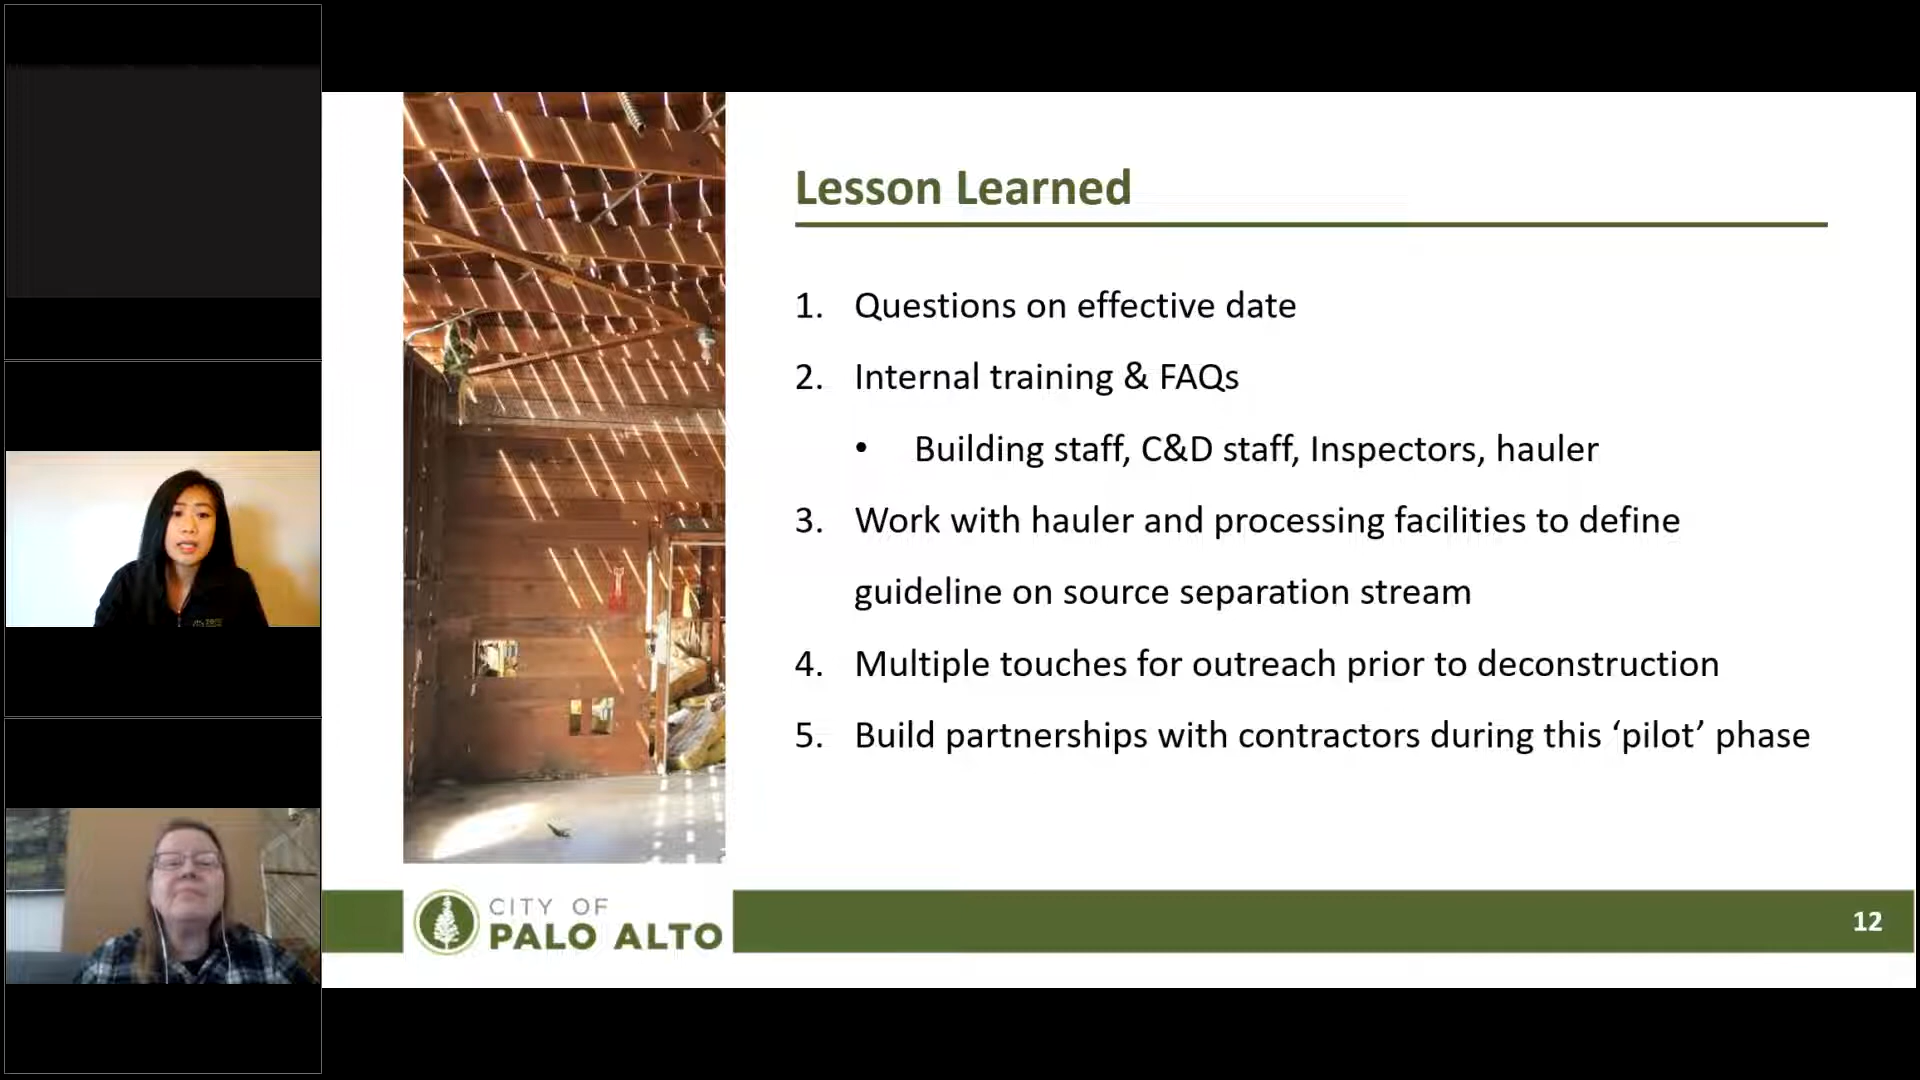 Lesson Learned
1. Questions on effective date
2. Internal training & FAQs
• Building staff, C&D staff, Inspectors, hauler
3. Work with hauler and processing facilities to define
guideline on source separation stream
4. Multiple touches for outreach prior to deconstruction
5. Build partnerships with contractors during this ‘pilot’ phase
CITY OF
PALO ALTO
12